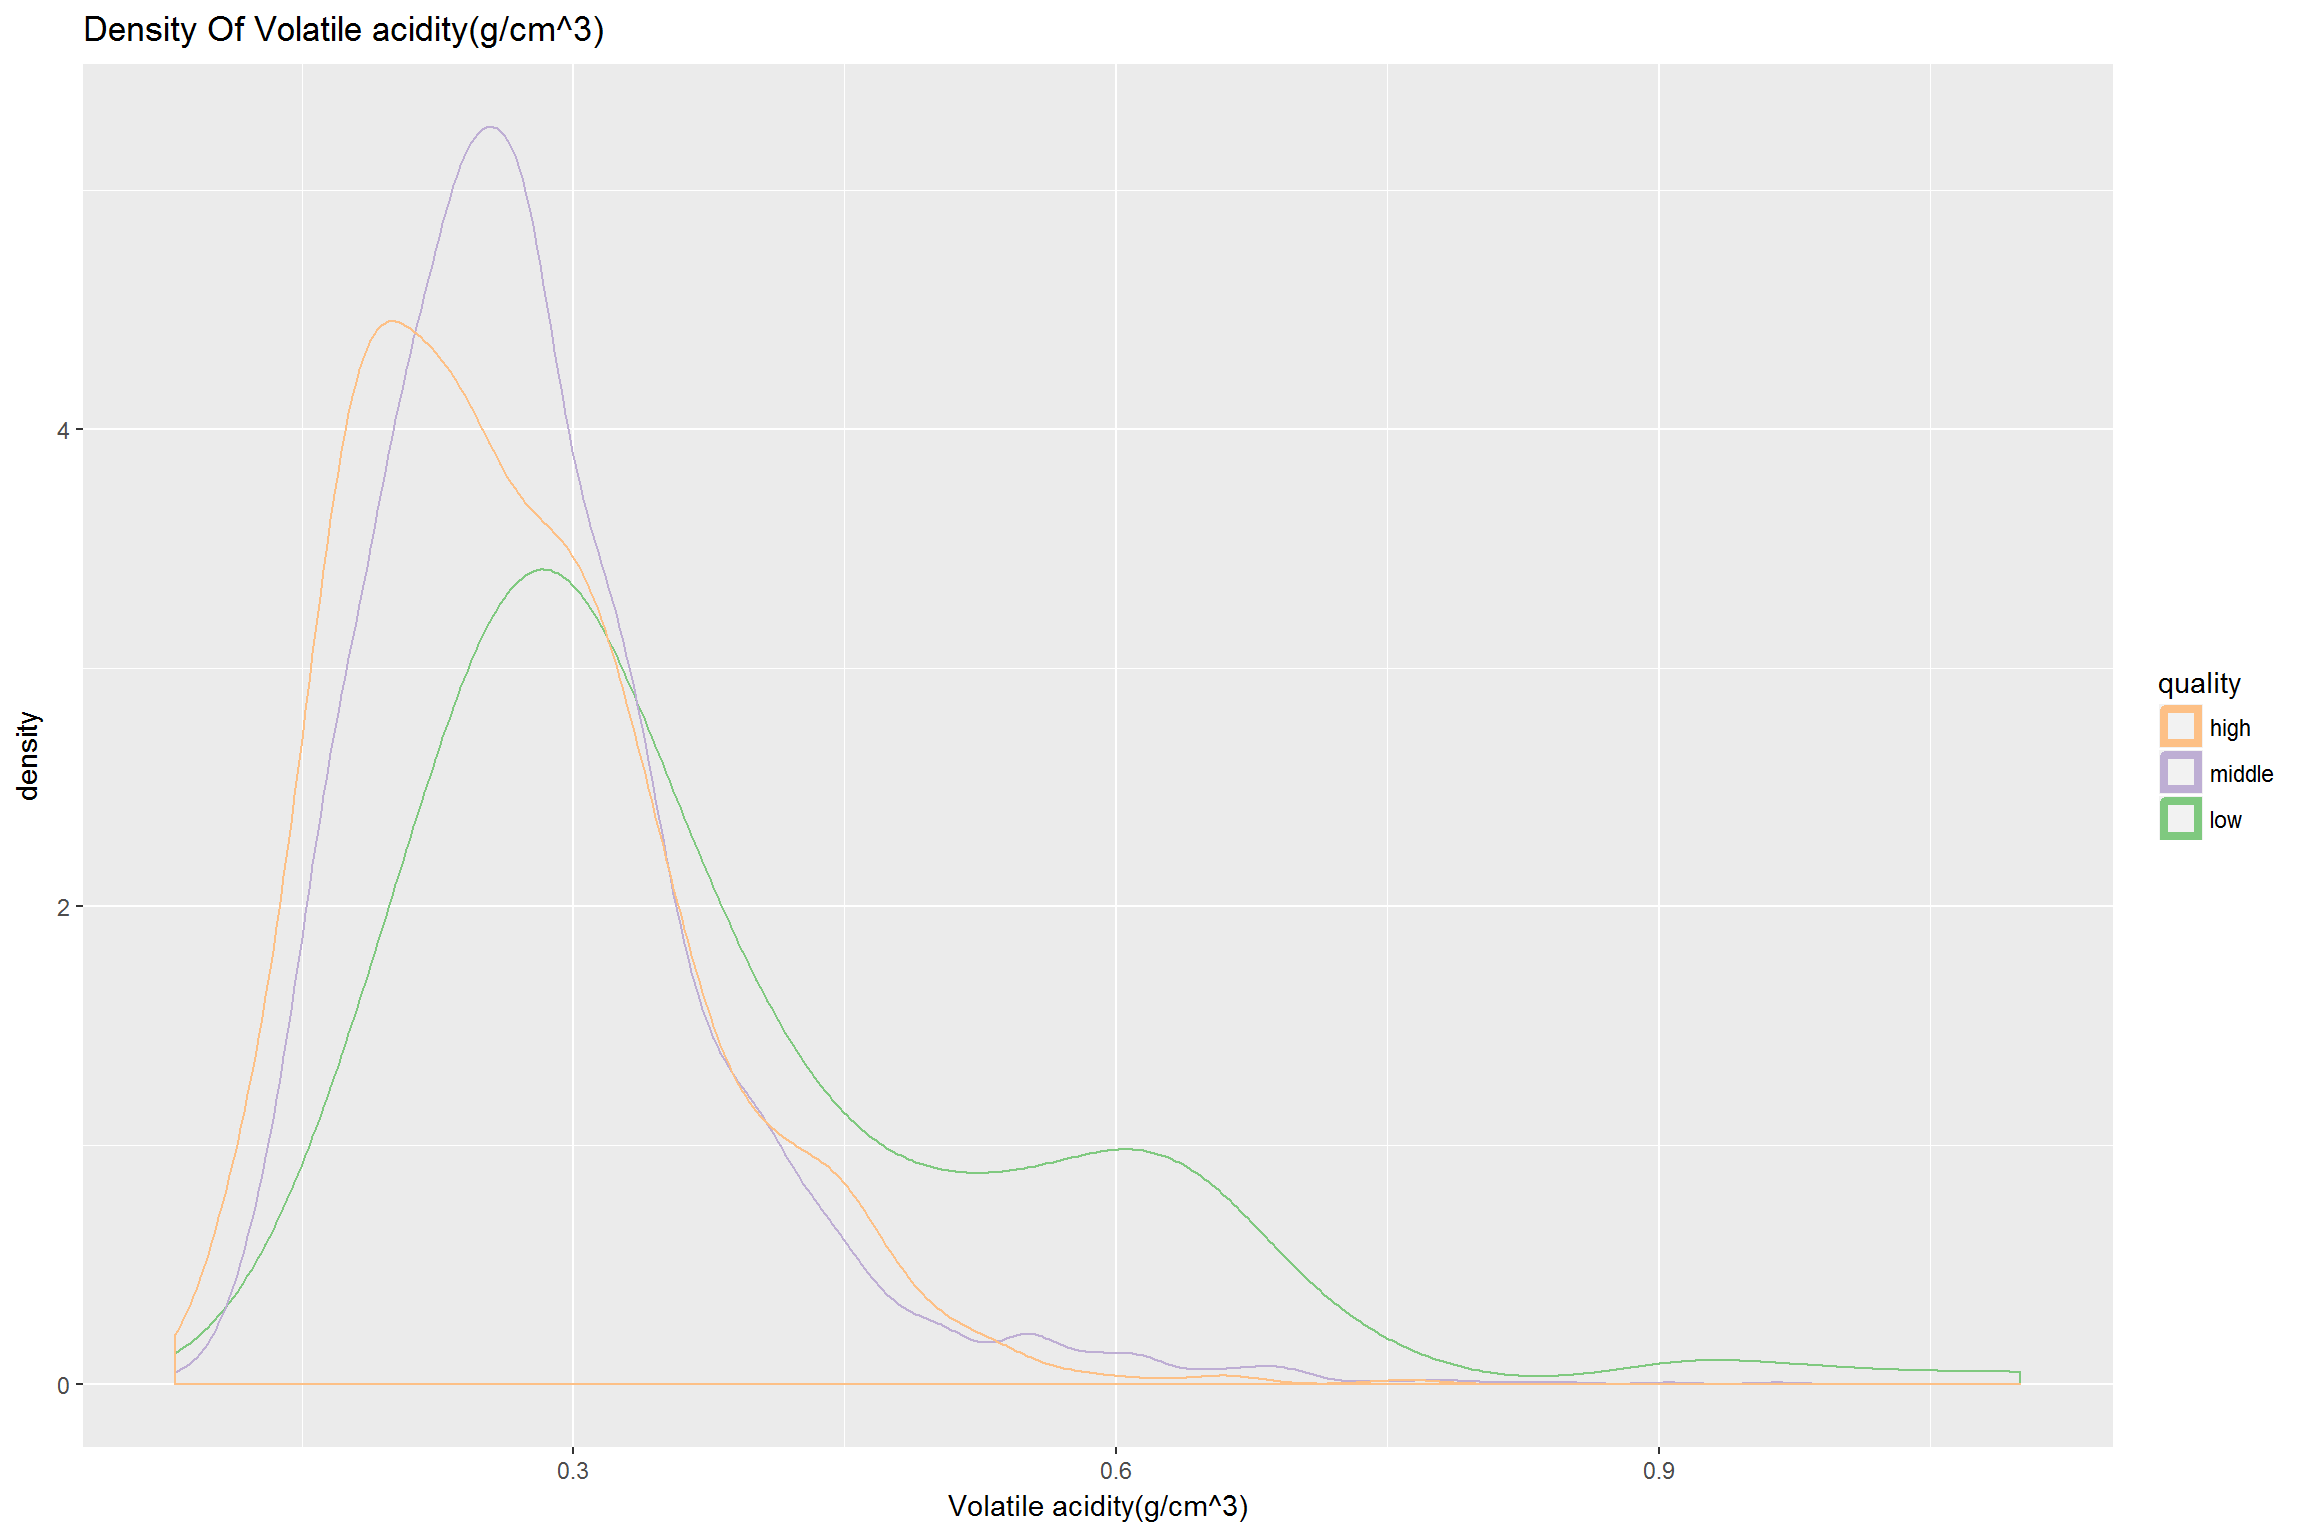 Density Of Volatile acidity(g/cm^3)
density
4
2
0
0.3
0.6
0.9
Volatile acidity(g/cm^3)
quality
high
middle
low